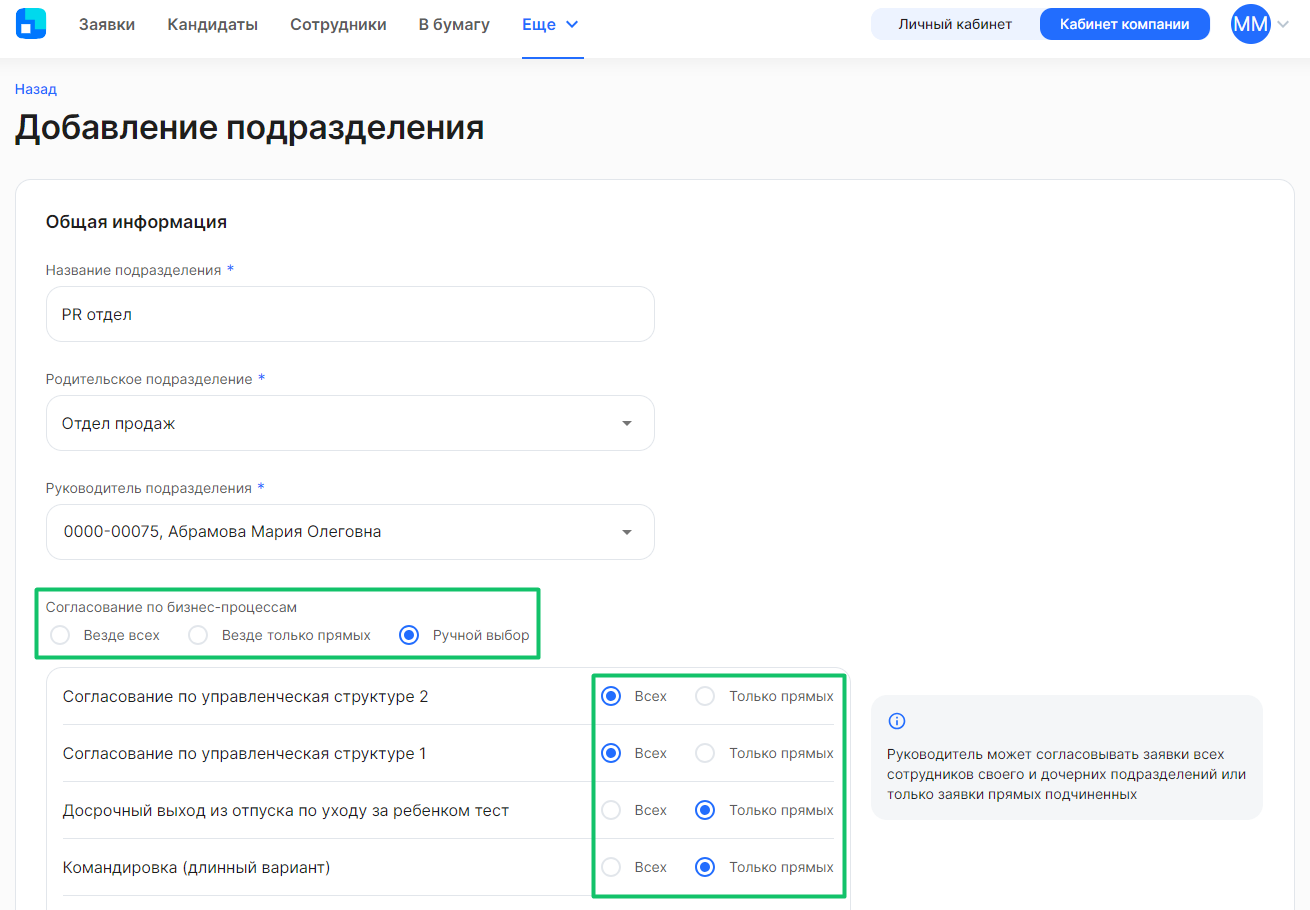 Заявки Кандидаты Сотрудники В бумагу Еще Личный кабинет Кабинет компании ММ
Назад
Добавление подразделения
Общая информация
Название подразделения *
PR отдел
Родительское подразделение *
Отдел продаж
Руководитель подразделения *
0000-00075, Абрамова Мария Олеговна
Согласование по бизнес-процессам
Везде всех Везде только прямых Ручной выбор
Согласование по управленческая структуре 2 Всех Только прямых
Согласование по управленческая структуре 1 Всех Только прямых
Досрочный выход из отпуска по уходу за ребенком тест Всех Только прямых
Командировка (длинный вариант) Всех Только прямых
Руководитель может согласовывать заявки всех
сотрудников своего и дочерних подразделений или
только заявки прямых подчиненных